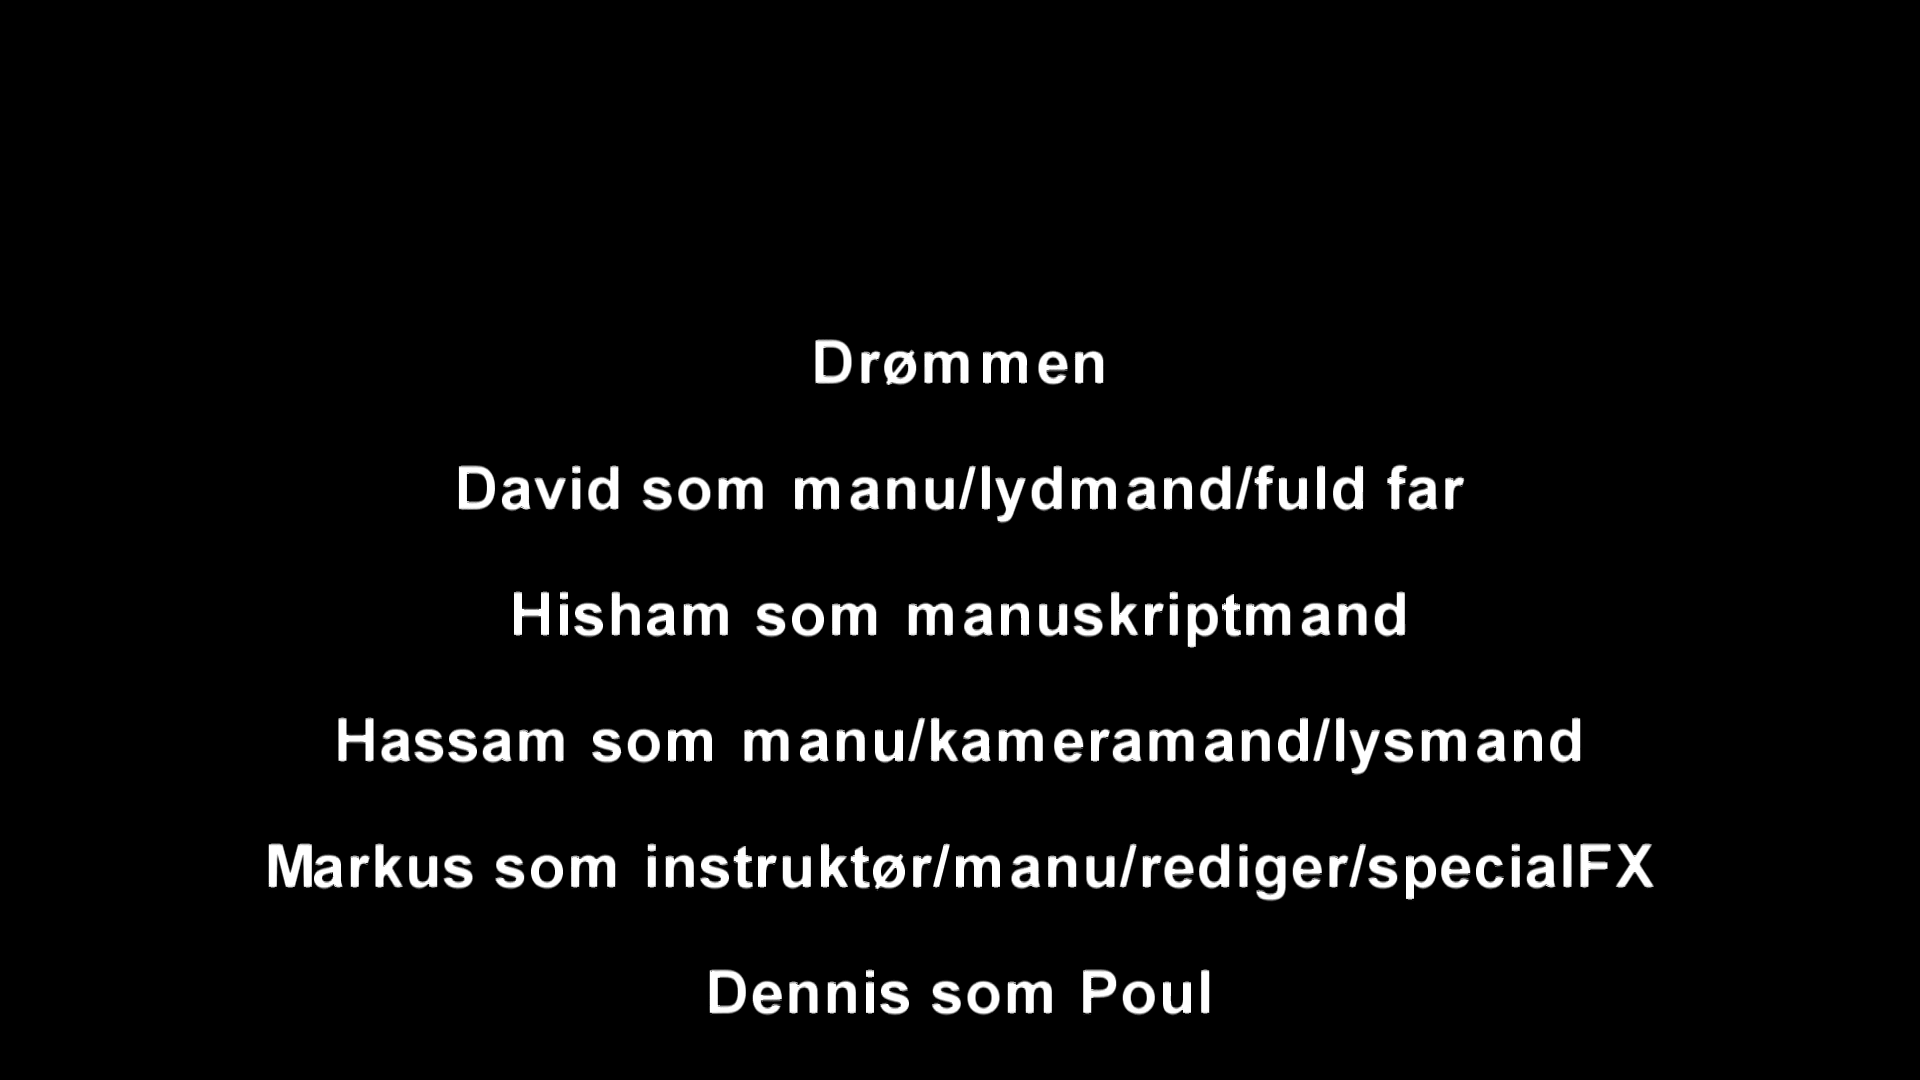 Drømmen
David som manu/lydmand/fuld far
Hisham som manuskriptmand
Hassam som manu/kameramand/lysmand
Markus som instruktør/manu/rediger/specialFX
Dennis som Poul